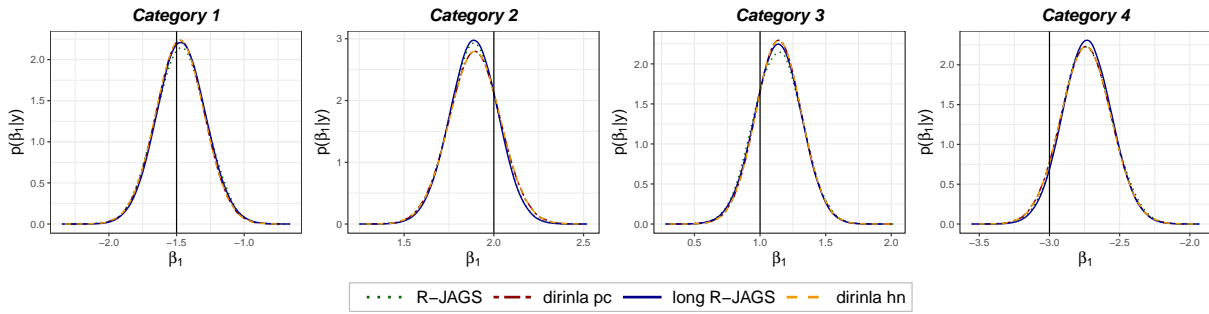 Category 1 Category 2 Category 3 Category 4
p(β₁|y) 0.0 0.5 1.0 1.5 2.0
−2.0 −1.5 −1.0
β₁
p(β₁|y) 0 1 2 3
1.5 2.0 2.5
β₁
p(β₁|y) 0.0 0.5 1.0 1.5 2.0
0.5 1.0 1.5 2.0
β₁
p(β₁|y) 0.0 0.5 1.0 1.5 2.0
−3.5 −3.0 −2.5 −2.0
β₁
R−JAGS dirinla pc long R−JAGS dirinla hn